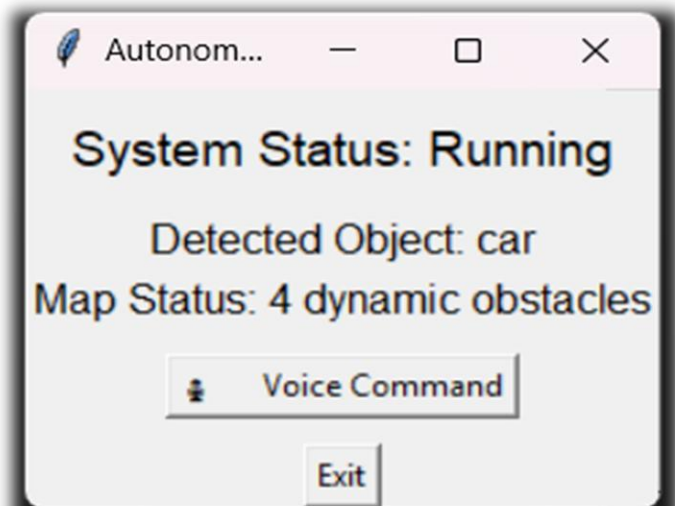 Autonom...
System Status: Running
Detected Object: car
Map Status: 4 dynamic obstacles
Voice Command
Exit